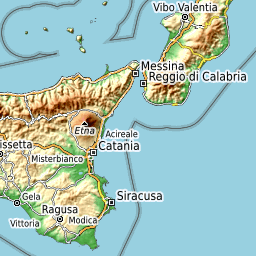 Vibo Valentia
Messina
Reggio di Calabria
Etna
Acireale
issetta
Misterbianco
Catania
Gela
Siracusa
Ragusa
Vittoria
Modica